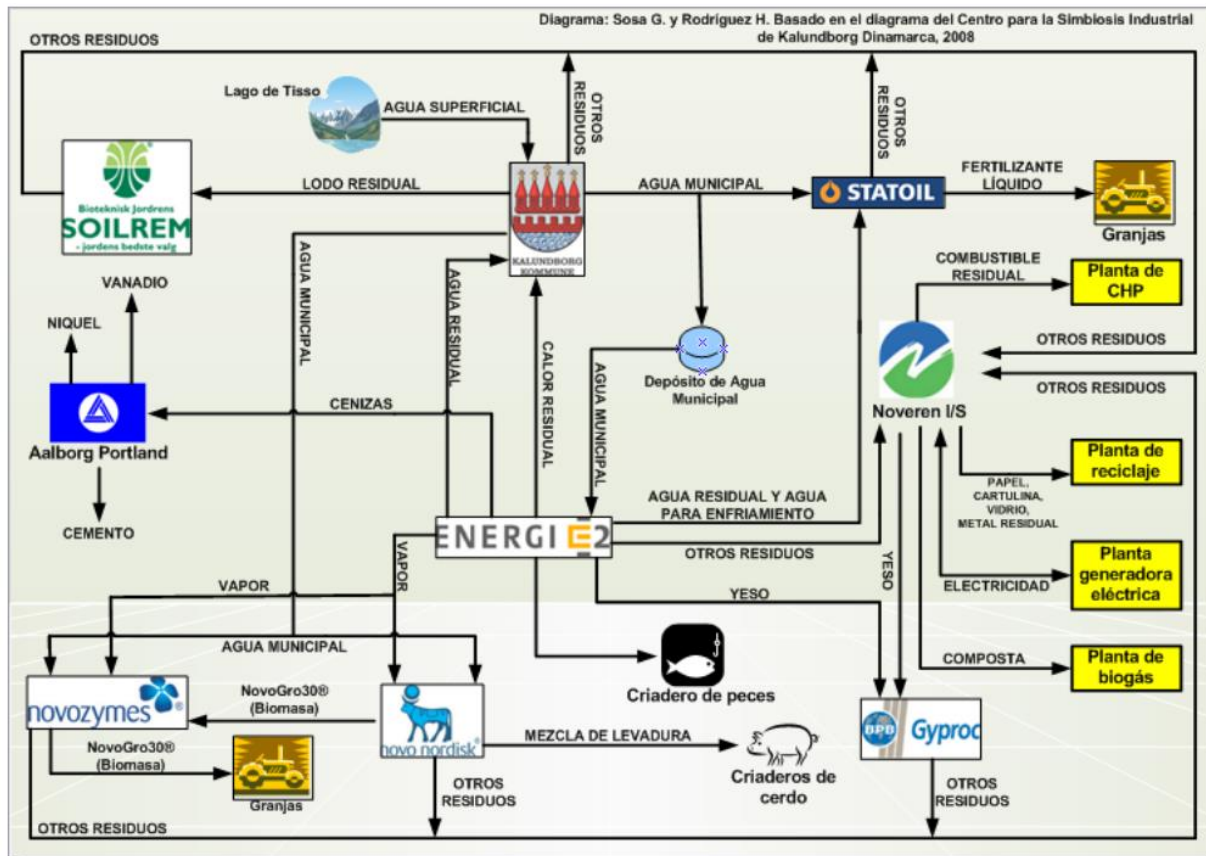 Diagrama: Sosa G. y Rodríguez H. Basado en el diagrama del Centro para la Simbiosis Industrial
de Kalundborg Dinamarca, 2008
OTROS RESIDUOS
Lago de Tisso
AGUA SUPERFICIAL
OTROS
RESIDUOS
OTROS
RESIDUOS
Bioteknisk Jordrens
SOILREM
- jordens bedste valg
LODO RESIDUAL
KALUNDBORG
KOMMUNE
AGUA MUNICIPAL
STATOIL
FERTILIZANTE
LÍQUIDO
Granjas
COMBUSTIBLE
RESIDUAL
Planta de
CHP
VANADIO
NIQUEL
AGUA MUNICIPAL
AGUA RESIDUAL
CALOR RESIDUAL
Depósito de Agua
Municipal
AGUA MUNICIPAL
OTROS RESIDUOS
OTROS RESIDUOS
Noveren I/S
Aalborg Portland
CENIZAS
CEMENTO
Planta de
reciclaje
PAPEL,
CARTULINA,
VIDRIO,
METAL RESIDUAL
ENERGI E2
AGUA RESIDUAL Y AGUA
PARA ENFRIAMIENTO
OTROS RESIDUOS
YESO
YESO
ELECTRICIDAD
Planta
generadora
eléctrica
VAPOR
VAPOR
AGUA MUNICIPAL
COMPOSTA
Planta de
biogás
Criadero de peces
novozymes
NovoGro30®
(Biomasa)
novo nordisk
BPB
Gyproc
MEZCLA DE LEVADURA
Criaderos de
cerdo
NovoGro30®
(Biomasa)
Granjas
OTROS
RESIDUOS
OTROS
RESIDUOS
OTROS RESIDUOS